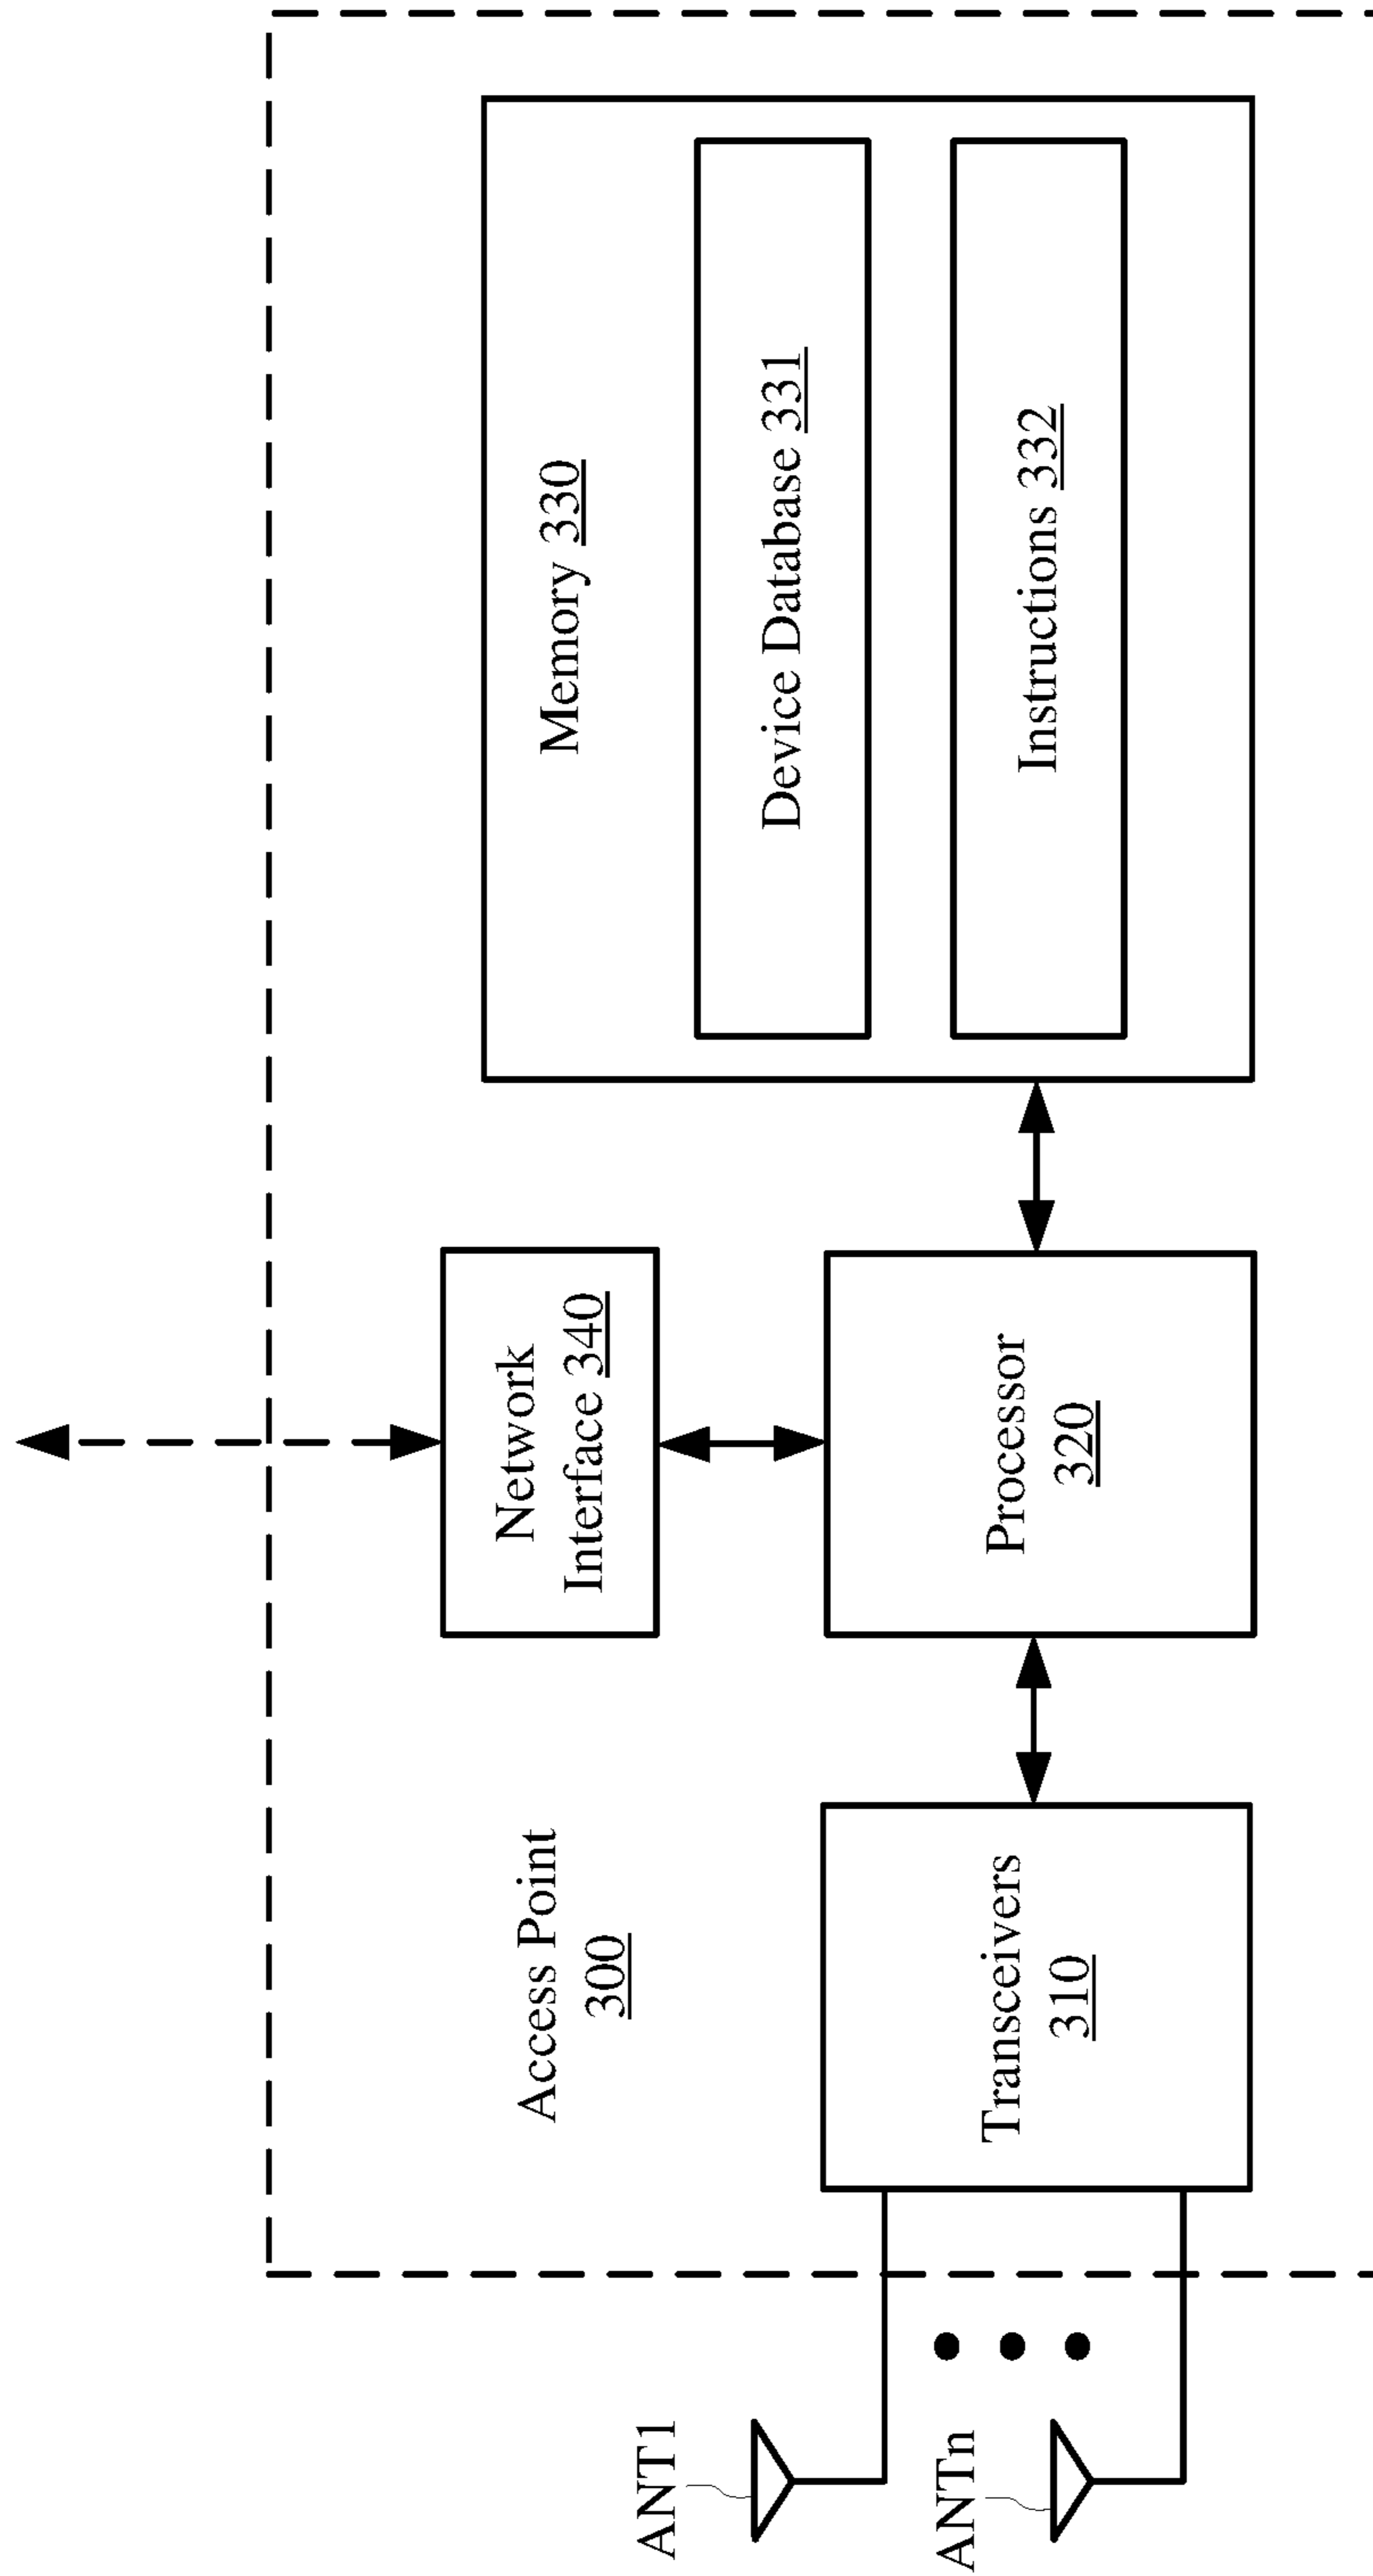 Access Point
300
Network
Interface 340
Memory 330
Device Database 331
Instructions 332
ANT1
ANTn
Transceivers
310
Processor
320